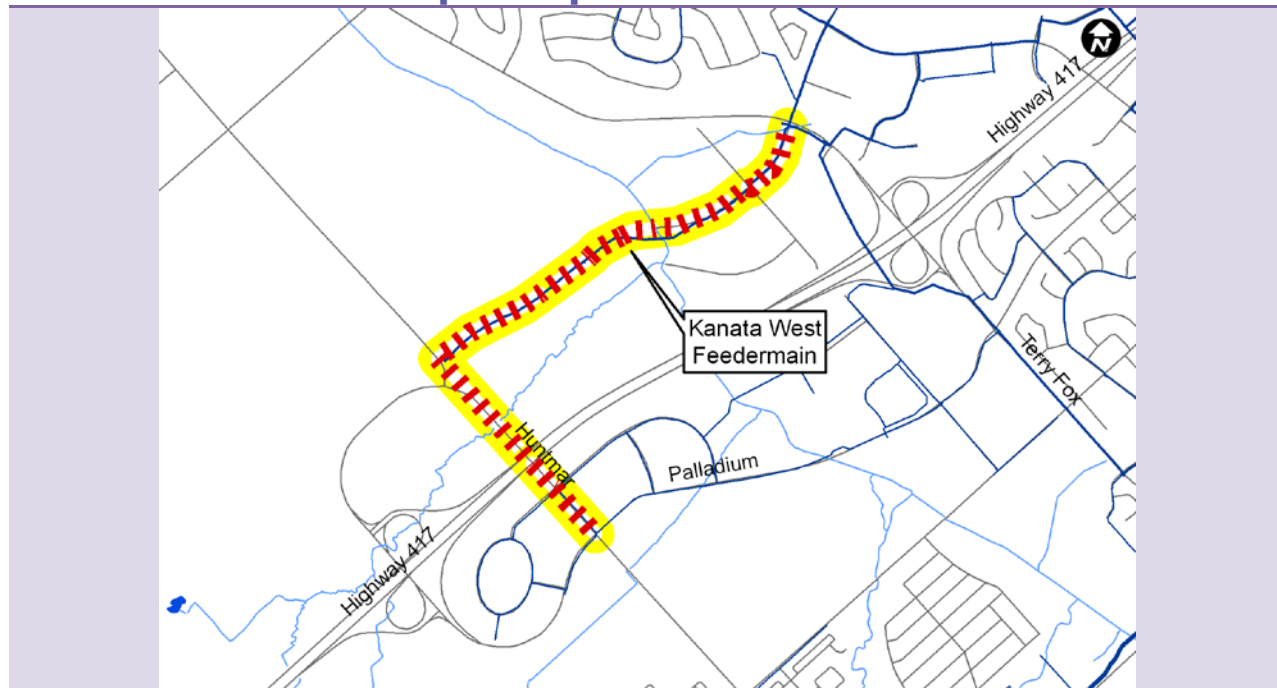 N
Highway 417
Kanata West
Feedermain
Terry Fox
Huntmar
Palladium
Highway 417